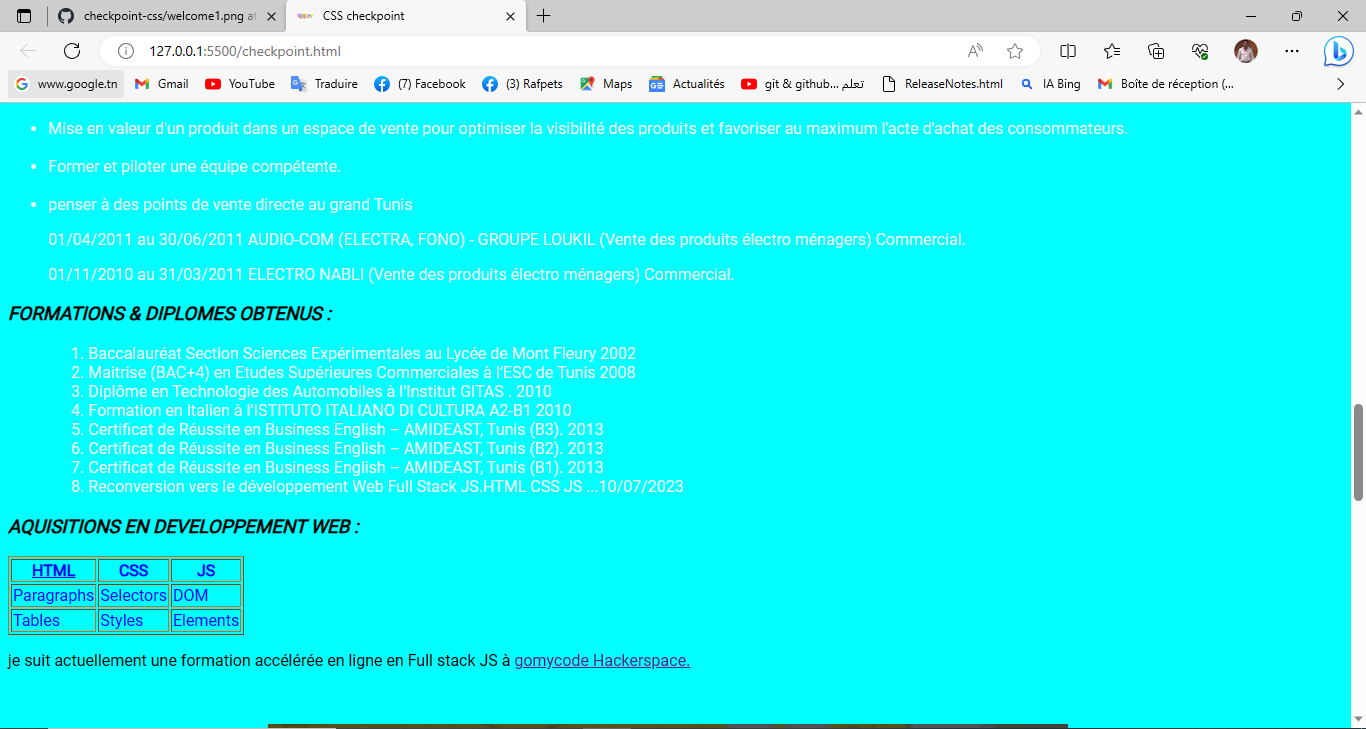 checkpoint-css/welcome1.png at
CSS checkpoint
127.0.0.1:5500/checkpoint.html
www.google.tn
Gmail
YouTube
Traduire
(7) Facebook
(3) Rafpets
Maps
Actualités
git & github... تعلم
ReleaseNotes.html
IA Bing
Boîte de réception (...
• Mise en valeur d'un produit dans un espace de vente pour optimiser la visibilité des produits et favoriser au maximum l'acte d'achat des consommateurs.
• Former et piloter une équipe compétente.
• penser à des points de vente directe au grand Tunis
01/04/2011 au 30/06/2011 AUDIO-COM (ELECTRA, FONO) - GROUPE LOUKIL (Vente des produits électro ménagers) Commercial.
01/11/2010 au 31/03/2011 ELECTRO NABLI (Vente des produits électro ménagers) Commercial.
FORMATIONS & DIPLOMES OBTENUS :
1. Baccalauréat Section Sciences Expérimentales au Lycée de Mont Fleury 2002
2. Maitrise (BAC+4) en Etudes Supérieures Commerciales à l'ESC de Tunis 2008
3. Diplôme en Technologie des Automobiles à l'Institut GITAS . 2010
4. Formation en Italien à l'ISTITUTO ITALIANO DI CULTURA A2-B1 2010
5. Certificat de Réussite en Business English – AMIDEAST, Tunis (B3). 2013
6. Certificat de Réussite en Business English – AMIDEAST, Tunis (B2). 2013
7. Certificat de Réussite en Business English – AMIDEAST, Tunis (B1). 2013
8. Reconversion vers le développement Web Full Stack JS.HTML CSS JS ...10/07/2023
AQUISITIONS EN DEVELOPPEMENT WEB :
HTML CSS JS
Paragraphs Selectors DOM
Tables Styles Elements
je suit actuellement une formation accélérée en ligne en Full stack JS à gomycode Hackerspace.